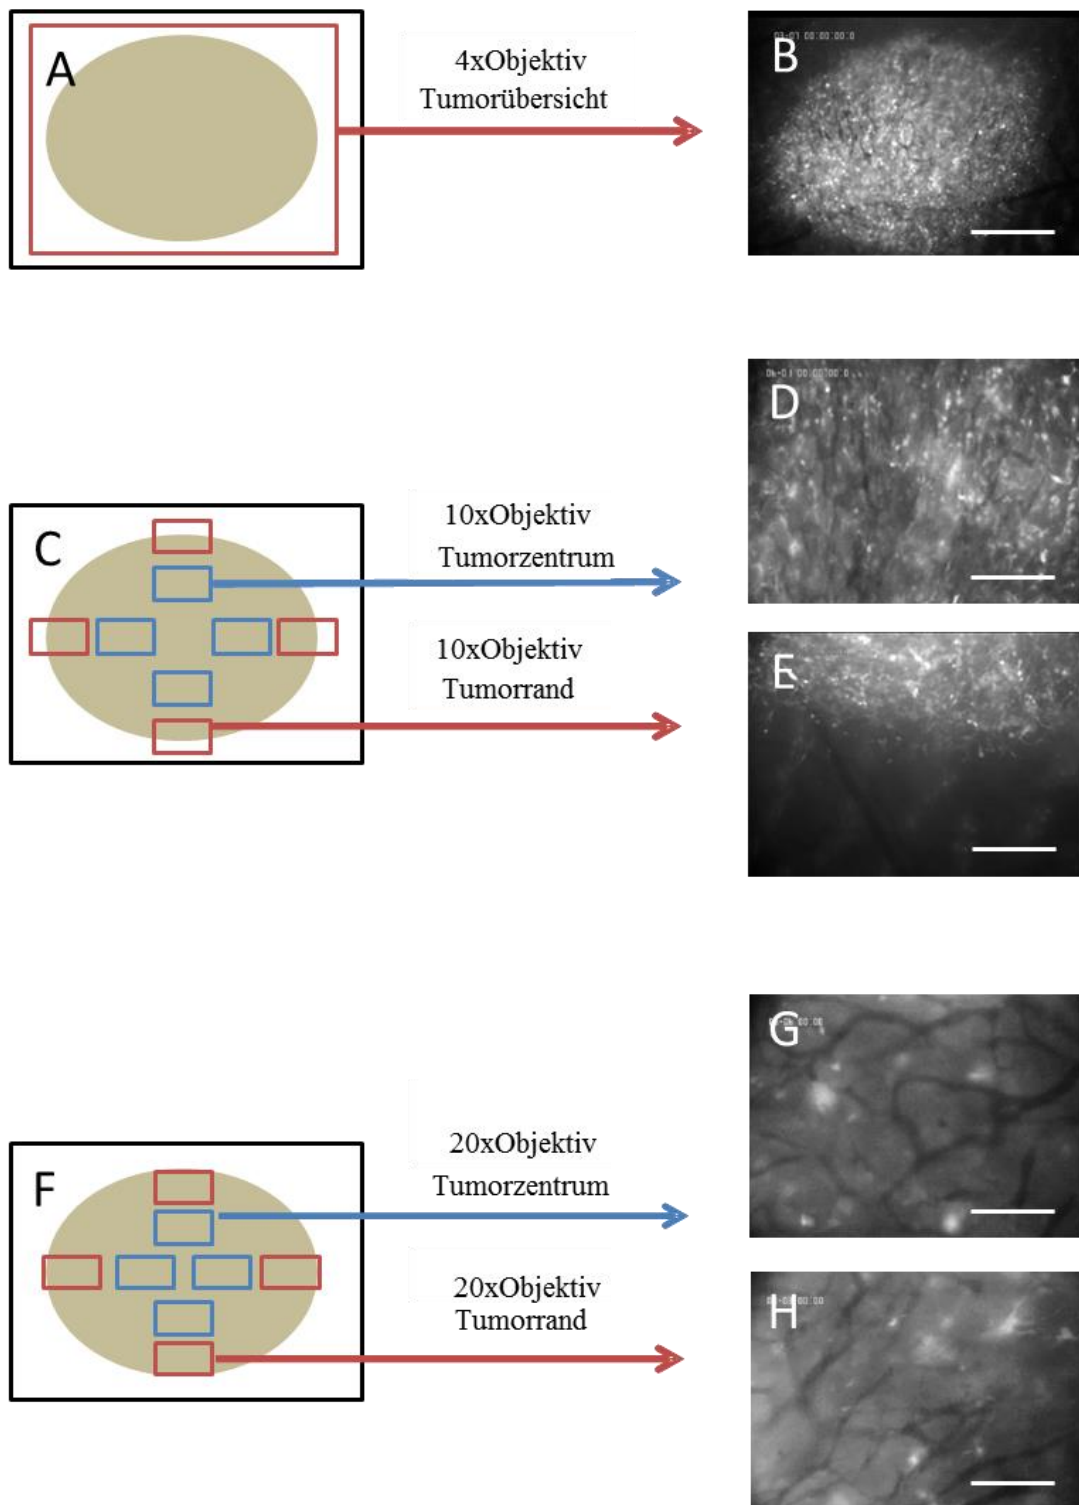 A
4xObjektiv
Tumorübersicht
B
C
10xObjektiv
Tumorzentrum
10xObjektiv
Tumorrand
D
E
F
20xObjektiv
Tumorzentrum
20xObjektiv
Tumorrand
G
H